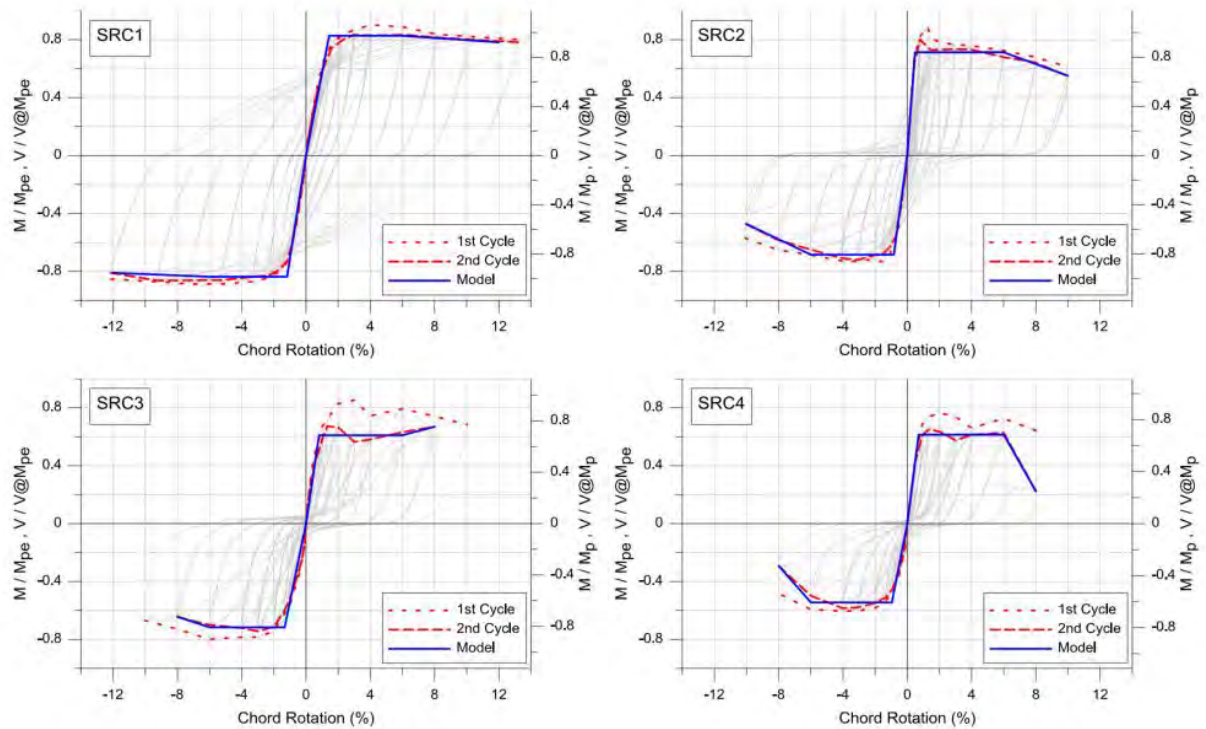 SRC1
0.8
0.4
0
-0.4
-0.8
M / Mpe , V / V@Mpe
0.8
0.4
0
-0.4
-0.8
M / Mp , V / V@Mp
1st Cycle
2nd Cycle
Model
-12 -8 -4 0 4 8 12
Chord Rotation (%)
SRC2
0.8
0.4
0
-0.4
-0.8
M / Mpe , V / V@Mpe
0.8
0.4
0
-0.4
-0.8
M / Mp , V / V@Mp
1st Cycle
2nd Cycle
Model
-12 -8 -4 0 4 8 12
Chord Rotation (%)
SRC3
0.8
0.4
0
-0.4
-0.8
M / Mpe , V / V@Mpe
0.8
0.4
0
-0.4
-0.8
M / Mp , V / V@Mp
1st Cycle
2nd Cycle
Model
-12 -8 -4 0 4 8 12
Chord Rotation (%)
SRC4
0.8
0.4
0
-0.4
-0.8
M / Mpe , V / V@Mpe
0.8
0.4
0
-0.4
-0.8
M / Mp , V / V@Mp
1st Cycle
2nd Cycle
Model
-12 -8 -4 0 4 8 12
Chord Rotation (%)